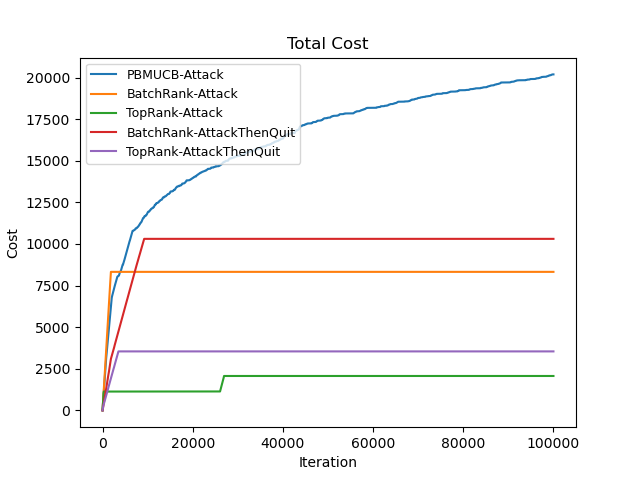 Total Cost
PBMUCB-Attack
BatchRank-Attack
TopRank-Attack
BatchRank-AttackThenQuit
TopRank-AttackThenQuit
20000
17500
15000
12500
10000
7500
5000
2500
0
Cost
0 20000 40000 60000 80000 100000
Iteration